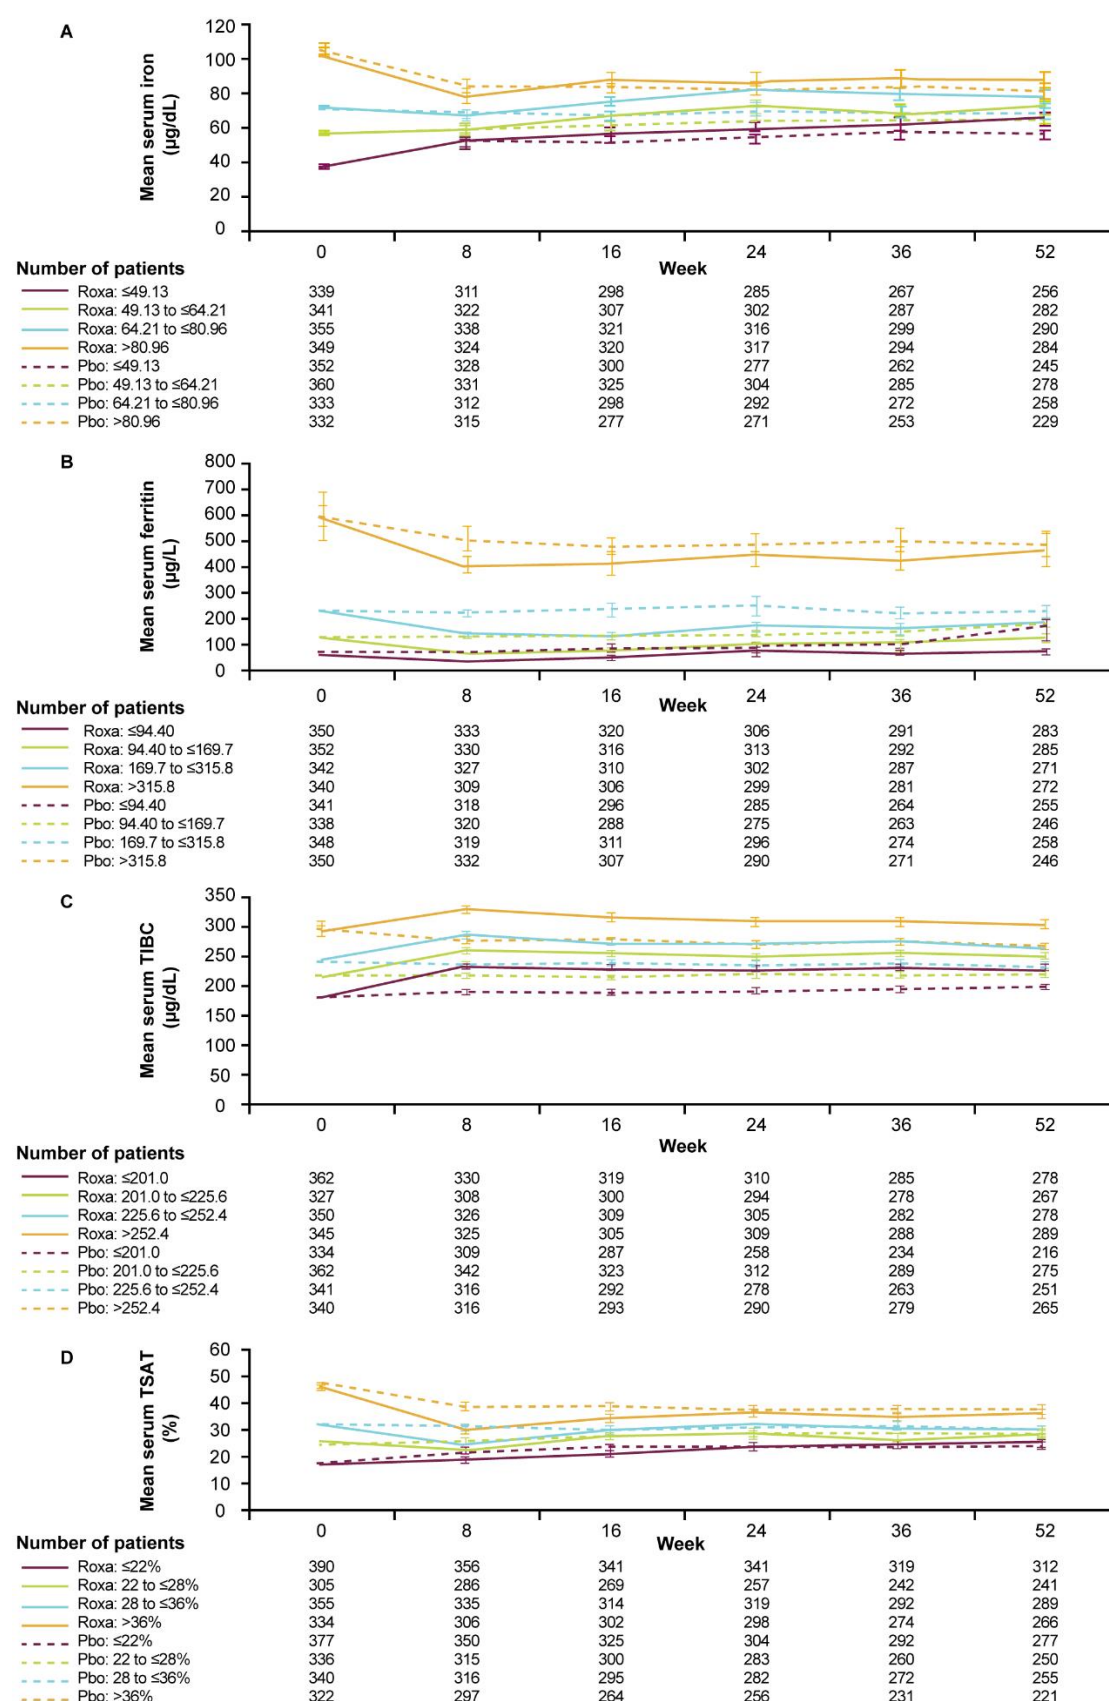 A
Mean serum iron
(µg/dL)
120
100
80
60
40
20
0
0 8 16 24 36 52
Number of patients Week
Roxa: ≤49.13 339 311 298 285 267 256
Roxa: 49.13 to ≤64.21 341 322 307 302 287 282
Roxa: 64.21 to ≤80.96 355 338 321 316 299 290
Roxa: >80.96 349 324 320 317 294 284
Pbo: ≤49.13 352 328 300 277 262 245
Pbo: 49.13 to ≤64.21 360 331 325 304 285 278
Pbo: 64.21 to ≤80.96 333 312 298 292 272 258
Pbo: >80.96 332 315 277 271 253 229
B
Mean serum ferritin
(µg/L)
800
700
600
500
400
300
200
100
0
0 8 16 24 36 52
Number of patients Week
Roxa: ≤94.40 350 333 320 306 291 283
Roxa: 94.40 to ≤169.7 352 330 316 313 292 285
Roxa: 169.7 to ≤315.8 342 327 310 302 287 271
Roxa: >315.8 340 309 306 299 281 272
Pbo: ≤94.40 341 318 296 285 264 255
Pbo: 94.40 to ≤169.7 338 320 288 275 263 246
Pbo: 169.7 to ≤315.8 348 319 311 296 274 258
Pbo: >315.8 350 332 307 290 271 246
C
Mean serum TIBC
(µg/dL)
350
300
250
200
150
100
50
0
0 8 16 24 36 52
Number of patients Week
Roxa: ≤201.0 362 330 319 310 285 278
Roxa: 201.0 to ≤225.6 327 308 300 294 278 267
Roxa: 225.6 to ≤252.4 350 326 309 305 282 278
Roxa: >252.4 345 325 305 309 288 289
Pbo: ≤201.0 334 309 287 258 234 216
Pbo: 201.0 to ≤225.6 362 342 323 312 289 275
Pbo: 225.6 to ≤252.4 341 316 292 278 263 251
Pbo: >252.4 340 316 293 290 279 265
D
Mean serum TSAT
(%)
60
50
40
30
20
10
0
0 8 16 24 36 52
Number of patients Week
Roxa: ≤22% 390 356 341 341 319 312
Roxa: 22 to ≤28% 305 286 269 257 242 241
Roxa: 28 to ≤36% 355 335 314 319 292 289
Roxa: >36% 334 306 302 298 274 266
Pbo: ≤22% 377 350 325 304 292 277
Pbo: 22 to ≤28% 336 315 300 283 260 250
Pbo: 28 to ≤36% 340 316 295 282 272 255
Pbo: >36% 322 297 264 256 231 221